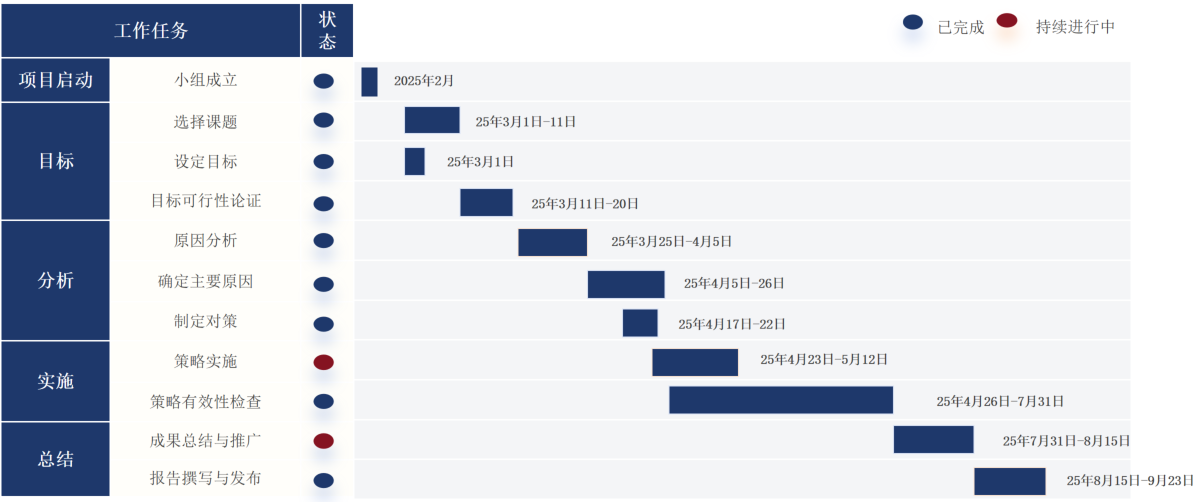 工作任务
状
态
已完成
持续进行中
项目启动
小组成立
2025年2月
目标
选择课题
25年3月1日-11日
设定目标
25年3月1日
目标可行性论证
25年3月11日-20日
分析
原因分析
25年3月25日-4月5日
确定主要原因
25年4月5日-26日
制定对策
25年4月17日-22日
实施
策略实施
25年4月23日-5月12日
策略有效性检查
25年4月26日-7月31日
总结
成果总结与推广
25年7月31日-8月15日
报告撰写与发布
25年8月15日-9月23日